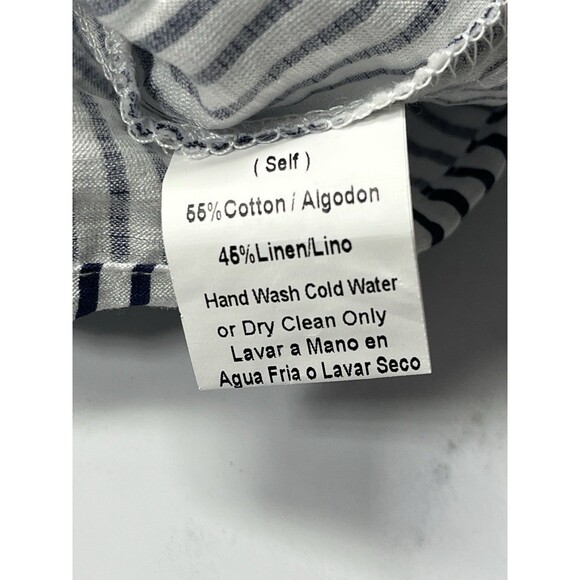 ( Self )
55%Cotton / Algodon
45%Linen/Lino
Hand Wash Cold Water
or Dry Clean Only
Lavar a Mano en
Agua Fria o Lavar Seco